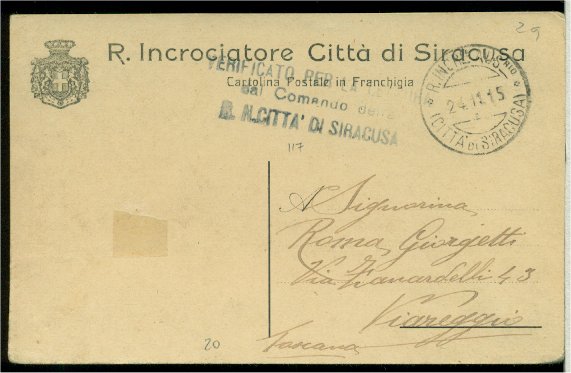 29
R. Incrociatore Città di Siracusa
Cartolina Postale in Franchigia
VERIFICATO PER
dal Comando della
R. N. CITTA' DI SIRACUSA
24.11.15
(CITTÀ DI SIRACUSA)
117
A Signorina
Roma Giorgetti
Via Zanardelli 43
Viareggio
Toscana
20